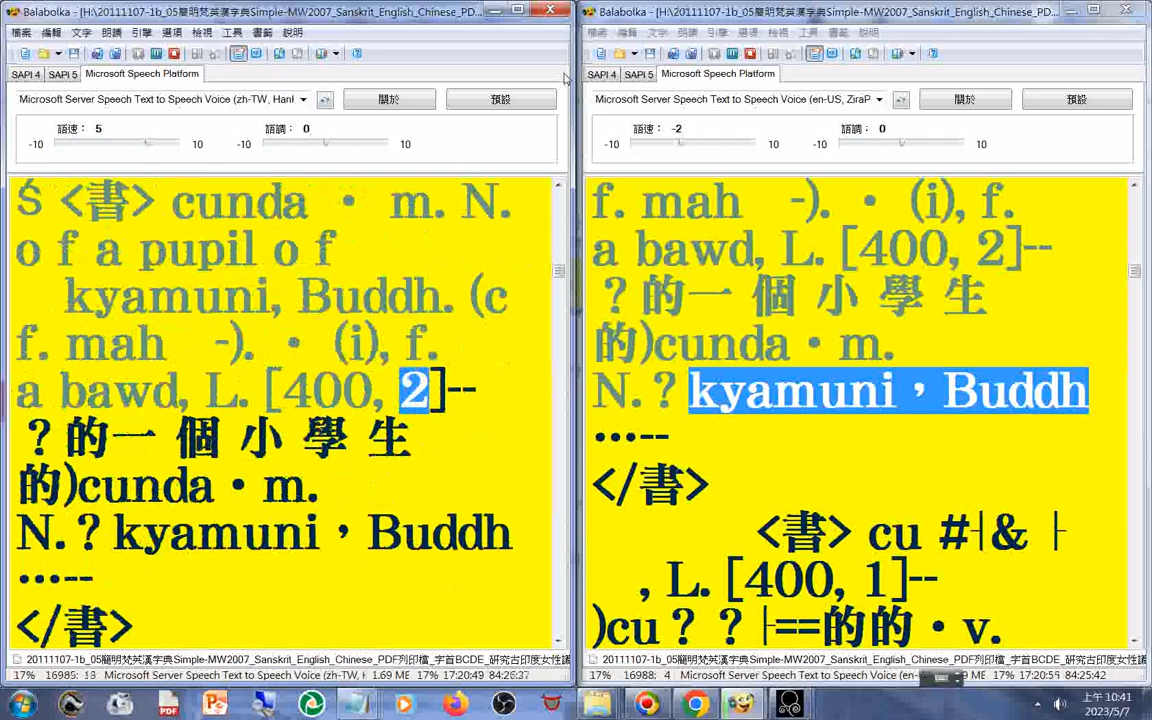 Balabolka - [H:\20111107-1b_05簡明梵英漢字典Simple-MW2007_Sanskrit_English_Chinese_PD...
檔案 編輯 文字 朗讀 引擎 選項 檢視 工具 書籤 說明
SAPI 4 SAPI 5 Microsoft Speech Platform
Microsoft Server Speech Text to Speech Voice (zh-TW, Hanl 關於 預設
語速： 5 語調： 0
-10 10 -10 10
Ś <書> cunda • m. N.
o f a pupil o f
kyamuni, Buddh. (c
f. mah -). • (i), f.
a bawd, L. [400, 2]--
？的一 個 小 學 生
的)cunda • m.
N.？kyamuni，Buddh
•••--
</書>
20111107-1b_05簡明梵英漢字典Simple-MW2007_Sanskrit_English_Chinese_PDF列印檔_字首BCDE_研究古印度女性議
17% 16985: 13 Microsoft Server Speech Text to Speech Voice (zh-TW, H 1.69 ME 17% 17:20:49 84:26:37
Balabolka - [H:\20111107-1b_05簡明梵英漢字典Simple-MW2007_Sanskrit_English_Chinese_PD...
檔案 編輯 文字 朗讀 引擎 選項 檢視 工具 書籤 說明
SAPI 4 SAPI 5 Microsoft Speech Platform
Microsoft Server Speech Text to Speech Voice (en-US, ZiraP 關於 預設
語速： -2 語調： 0
-10 10 -10 10
f. mah -). • (i), f.
a bawd, L. [400, 2]--
？的一 個 小 學 生
的)cunda • m.
N.？kyamuni，Buddh
•••--
</書>
<書> cu #┤& ├
, L. [400, 1]--
)cu？？├==的的 • v.
20111107-1b_05簡明梵英漢字典Simple-MW2007_Sanskrit_English_Chinese_PDF列印檔_字首BCDE_研究古印度女性議
17% 16988: 4 Microsoft Server Speech Text to Speech Voice (en-US, 9 ME 17% 17:20:55 84:25:42
PDF
上午 10:41
2023/5/7